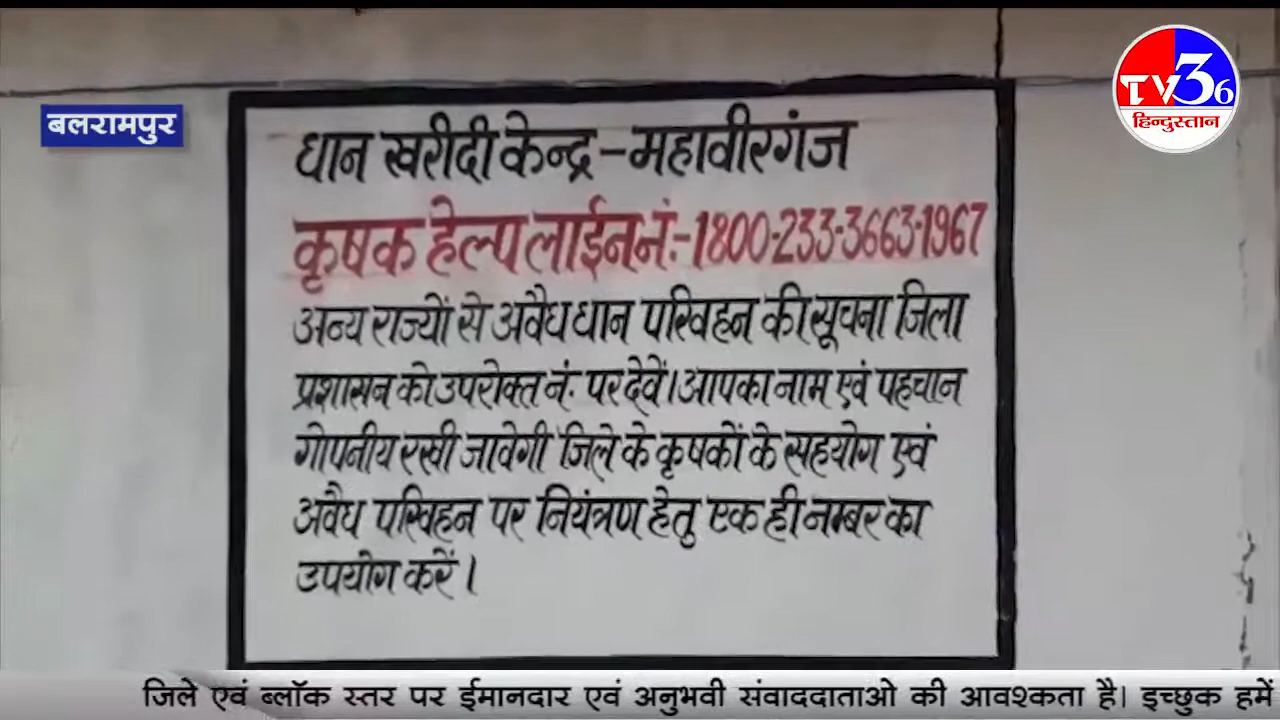 बलरामपुर
TV36
हिन्दुस्तान
धान खरीदी केन्द्र - महावीरगंज
कृषक हेल्पलाईन नं:- 1800-233-3663-1967
अन्य राज्यों से अवैध धान परिवहन की सूचना जिला
प्रशासन को उपरोक्त नं. पर देवें। आपका नाम एवं पहचान
गोपनीय रखी जावेगी जिले के कृषकों के सहयोग एवं
अवैध परिवहन पर नियंत्रण हेतु एक ही नम्बर का
उपयोग करें।
जिले एवं ब्लॉक स्तर पर ईमानदार एवं अनुभवी संवाददाताओ की आवश्कता है। इच्छुक हमें